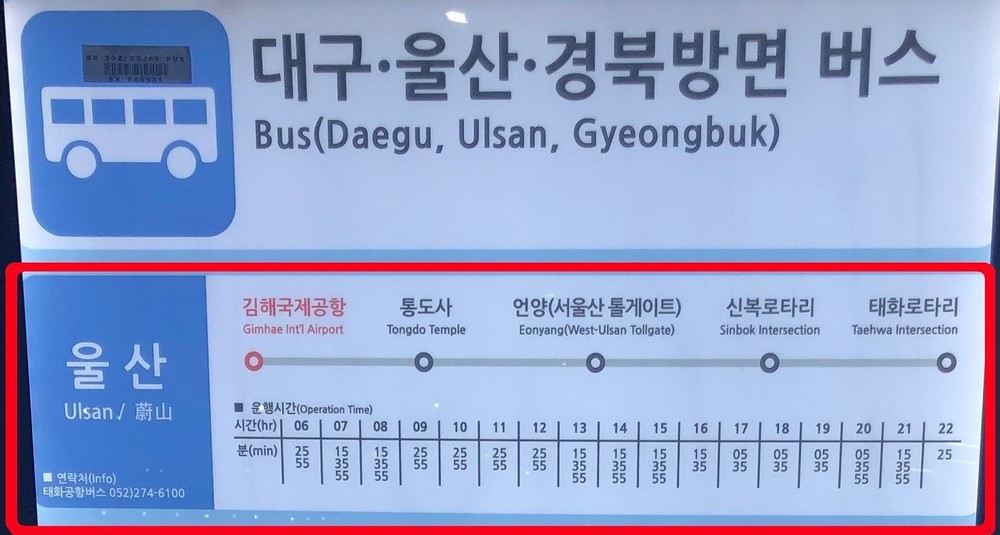 대구·울산·경북방면 버스
Bus(Daegu, Ulsan, Gyeongbuk)
울산
Ulsan / 蔚山
■ 연락처(Info)
태화공항버스 052)274-6100
김해국제공항 통도사 언양(서울산 톨게이트) 신복로타리 태화로타리
Gimhae Int'l Airport Tongdo Temple Eonyang(West-Ulsan Tollgate) Sinbok Intersection Taehwa Intersection
■ 운행시간(Operation Time)
시간(hr) 06 07 08 09 10 11 12 13 14 15 16 17 18 19 20 21 22
분(min) 25 15 15 25 25 25 25 15 15 15 15 05 05 05 05 15 25
55 35 35 55 55 55 55 35 35 35 35 35 35 35 35 35
55 55 55 55 55 55 55